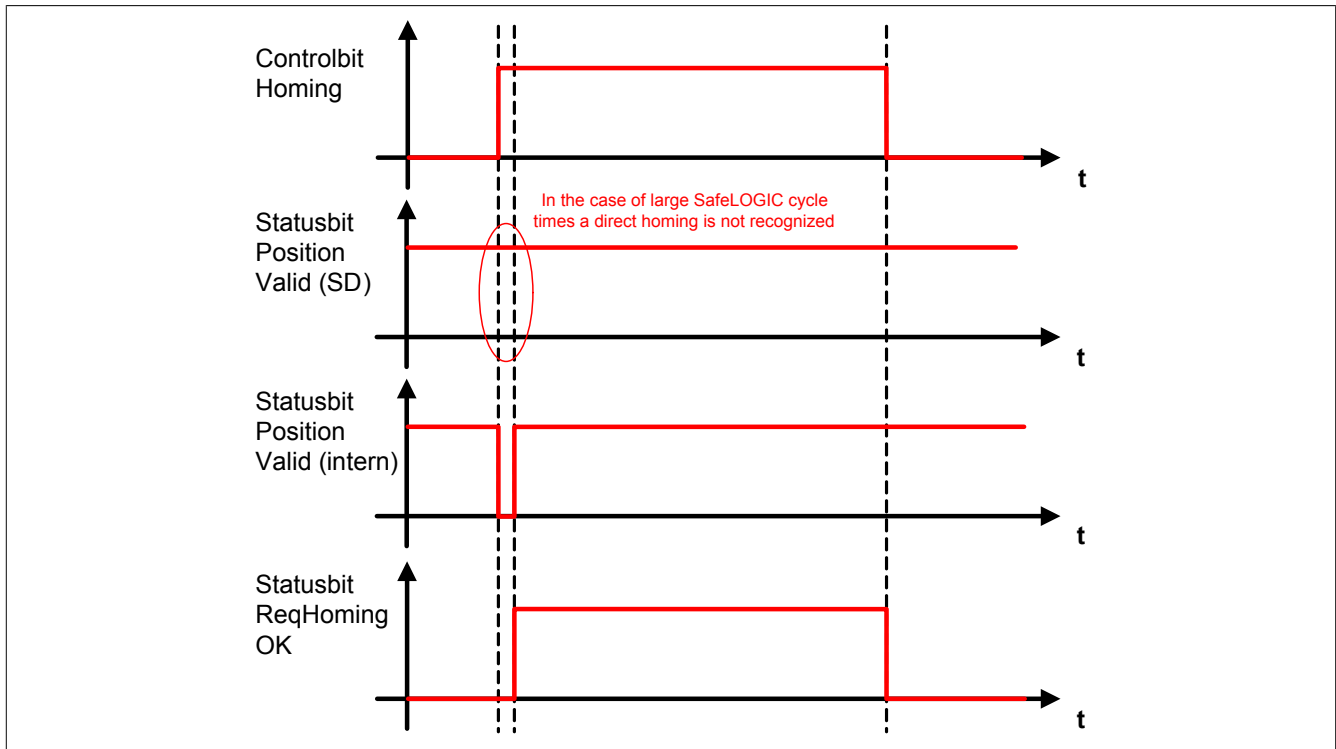 Controlbit
Homing
t
In the case of large SafeLOGIC cycle
times a direct homing is not recognized
Statusbit
Position
Valid (SD)
t
Statusbit
Position
Valid (intern)
t
Statusbit
ReqHoming
OK
t